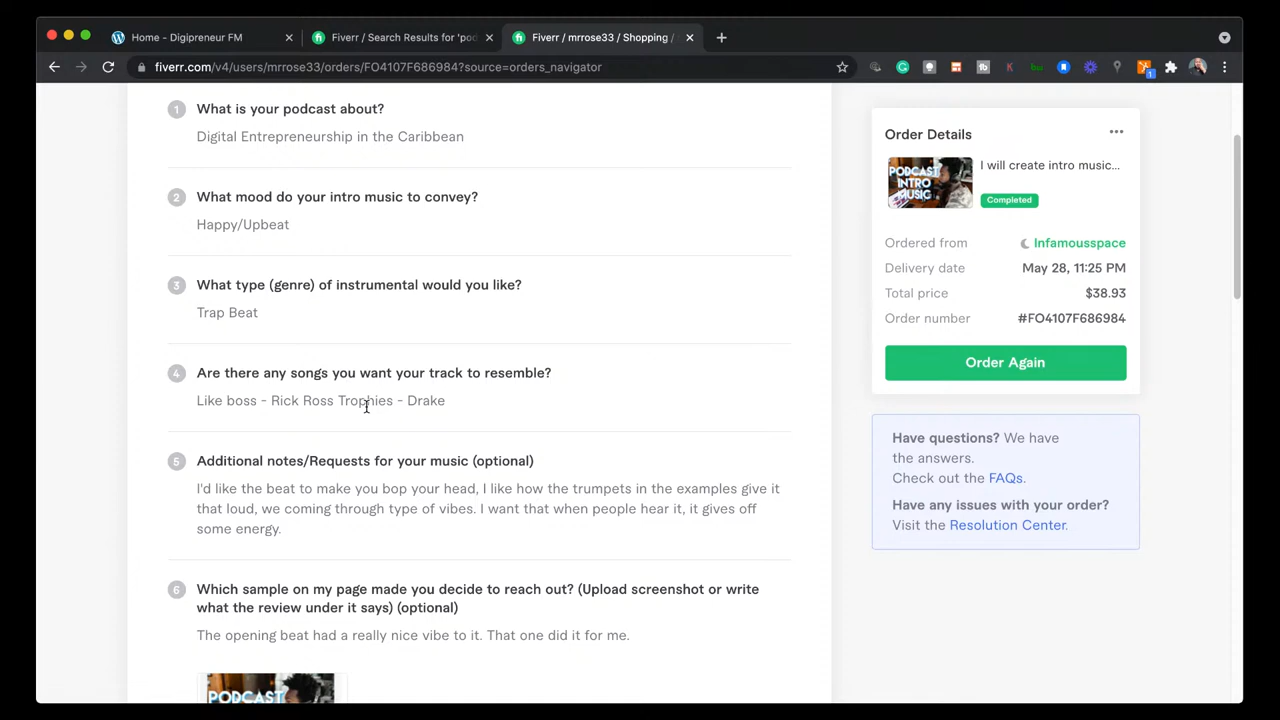 Home - Digipreneur FM
Fiverr / Search Results for 'pod
Fiverr / mrrose33 / Shopping /
fiverr.com/v4/users/mrrose33/orders/FO4107F686984?source=orders_navigator
1 What is your podcast about?
Digital Entrepreneurship in the Caribbean
2 What mood do your intro music to convey?
Happy/Upbeat
3 What type (genre) of instrumental would you like?
Trap Beat
4 Are there any songs you want your track to resemble?
Like boss - Rick Ross Trophies - Drake
5 Additional notes/Requests for your music (optional)
I'd like the beat to make you bop your head, I like how the trumpets in the examples give it
that loud, we coming through type of vibes. I want that when people hear it, it gives off
some energy.
6 Which sample on my page made you decide to reach out? (Upload screenshot or write
what the review under it says) (optional)
The opening beat had a really nice vibe to it. That one did it for me.
PODCAST
Order Details
PODCAST
INTRO
MUSIC
I will create intro music...
Completed
Ordered from Infamousspace
Delivery date May 28, 11:25 PM
Total price $38.93
Order number #FO4107F686984
Order Again
Have questions? We have
the answers.
Check out the FAQs.
Have any issues with your order?
Visit the Resolution Center.